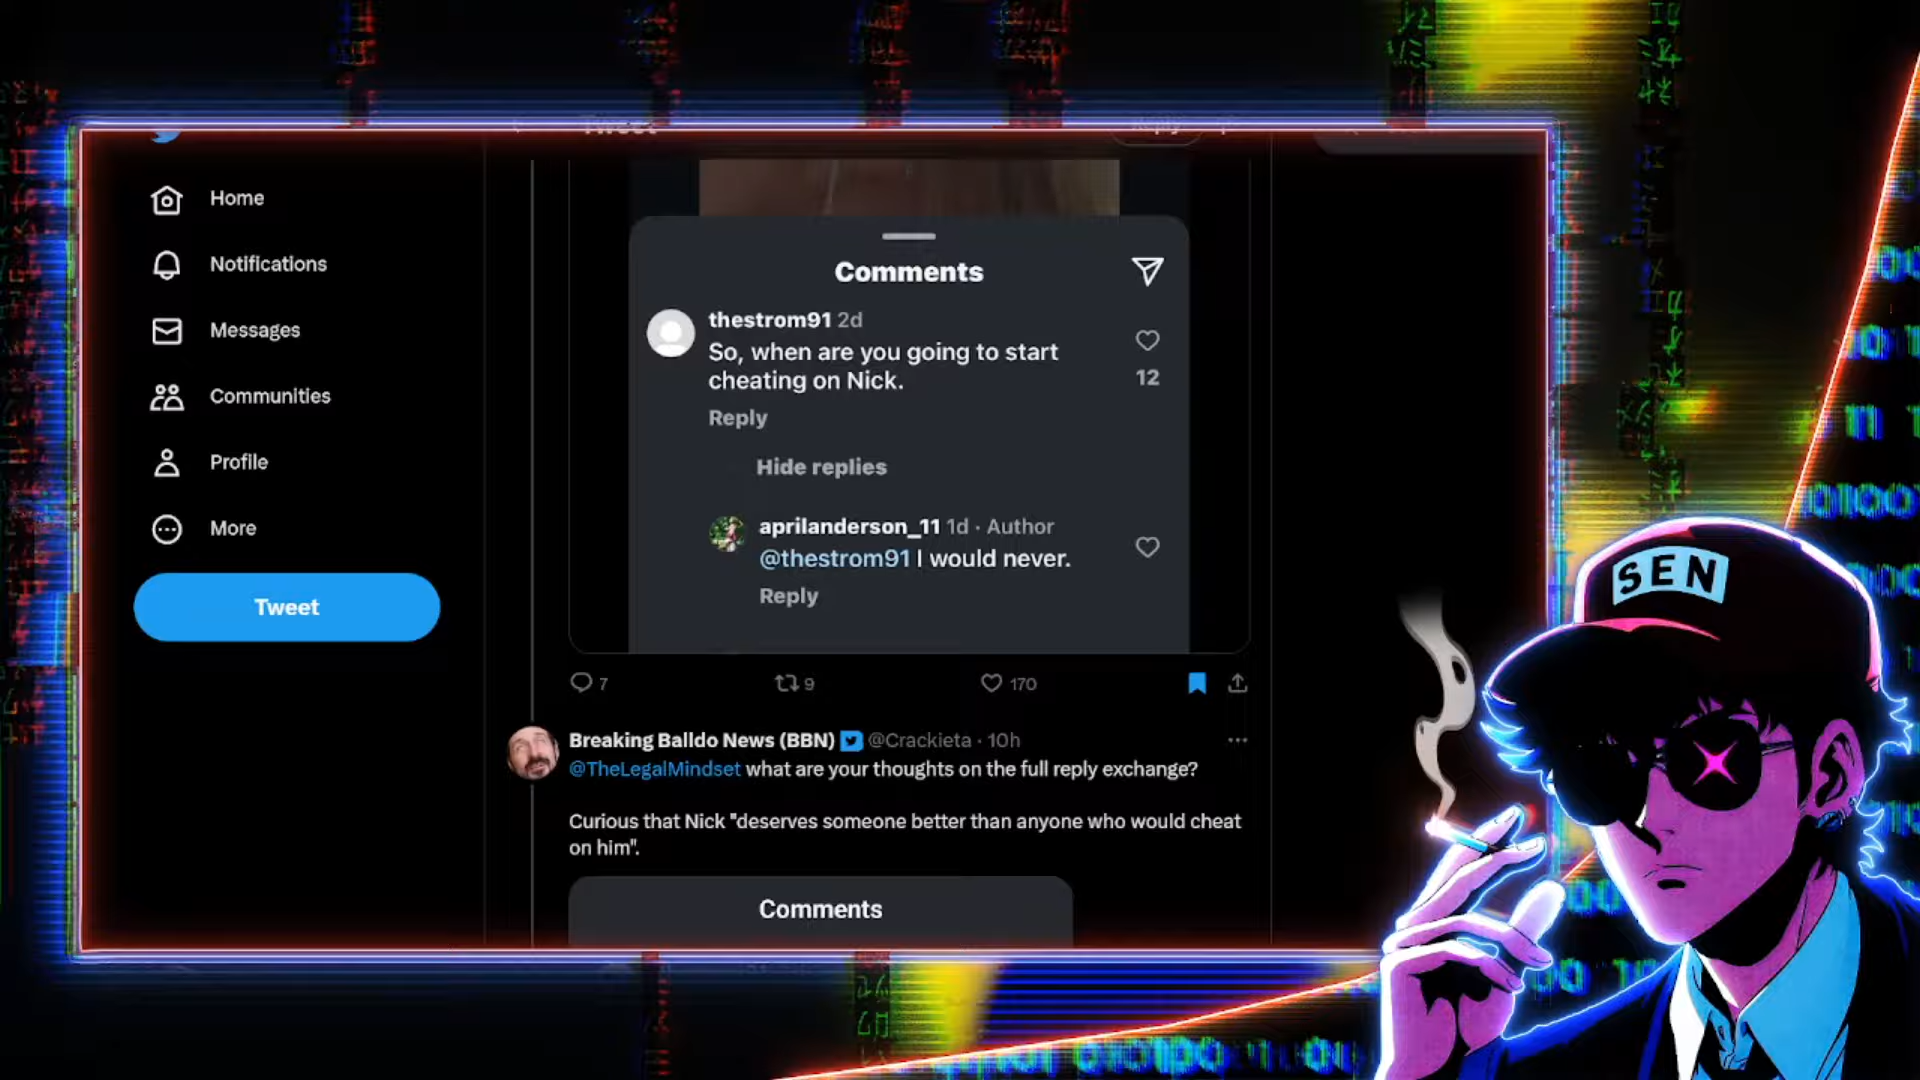 Tweet
Reply
Home
Notifications
Messages
Communities
Profile
More
Tweet
Comments
thestrom91 2d
So, when are you going to start
cheating on Nick.
12
Reply
Hide replies
aprilanderson_11 1d · Author
@thestrom91 I would never.
Reply
7
9
170
Breaking Balldo News (BBN) @Crackieta · 10h
@TheLegalMindset what are your thoughts on the full reply exchange?
Curious that Nick "deserves someone better than anyone who would cheat
on him".
Comments
SEN